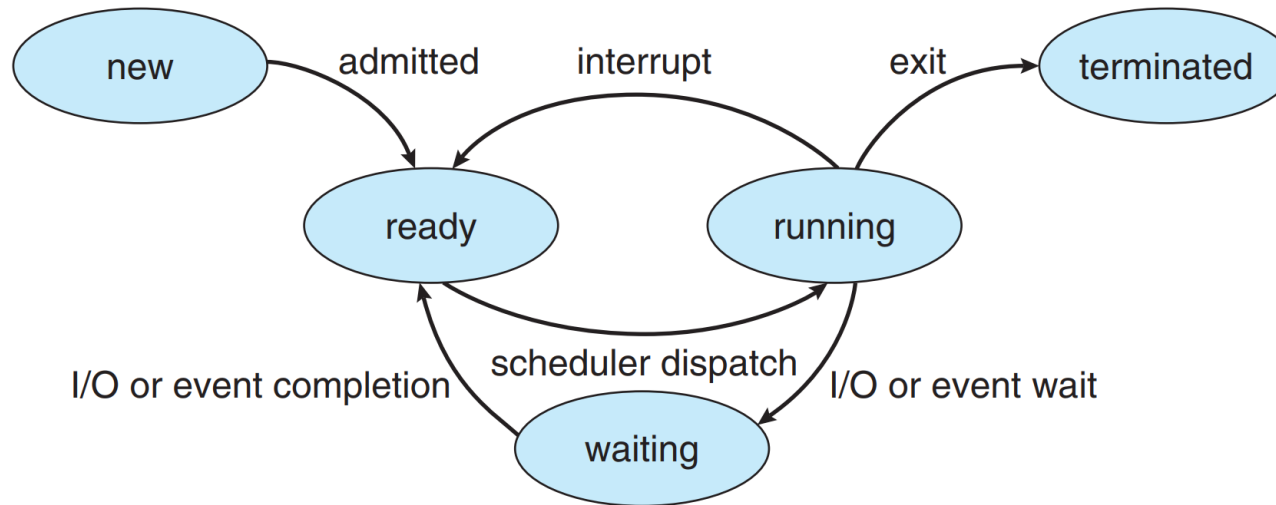 new
admitted
interrupt
exit
terminated
ready
running
I/O or event completion
scheduler dispatch
I/O or event wait
waiting